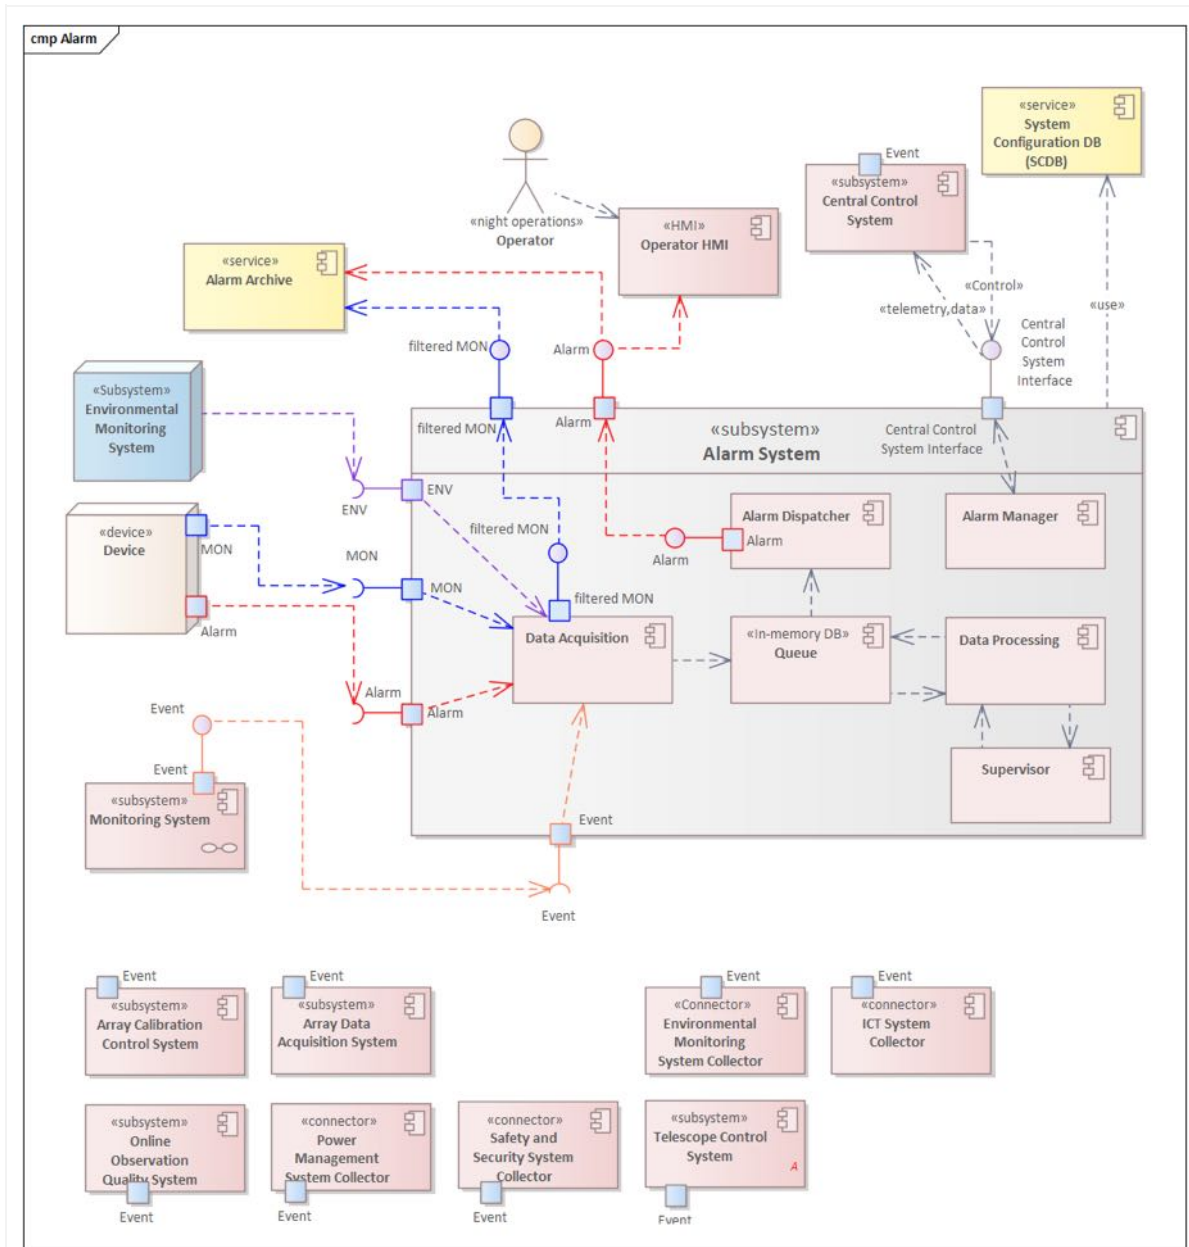 cmp Alarm
«service»
System
Configuration DB
(SCDB)
Event
«subsystem»
Central Control
System
«night operations»
Operator
«HMI»
Operator HMI
«service»
Alarm Archive
«Control»
«telemetry,data»
«use»
Central
Control
System
Interface
filtered MON
Alarm
«Subsystem»
Environmental
Monitoring
System
filtered MON
Alarm
«subsystem»
Alarm System
Central Control
System Interface
ENV
ENV
«device»
Device
MON
Alarm
MON
MON
filtered MON
filtered MON
Alarm Dispatcher
Alarm
Alarm
Alarm Manager
Data Acquisition
«In-memory DB»
Queue
Data Processing
Alarm
Alarm
Supervisor
Event
Event
«subsystem»
Monitoring System
Event
Event
Event
«subsystem»
Array Calibration
Control System
Event
«subsystem»
Array Data
Acquisition System
Event
«Connector»
Environmental
Monitoring
System Collector
Event
«connector»
ICT System
Collector
«subsystem»
Online
Observation
Quality System
Event
«connector»
Power
Management
System Collector
Event
«connector»
Safety and
Security System
Collector
Event
«subsystem»
Telescope Control
System
A
Event